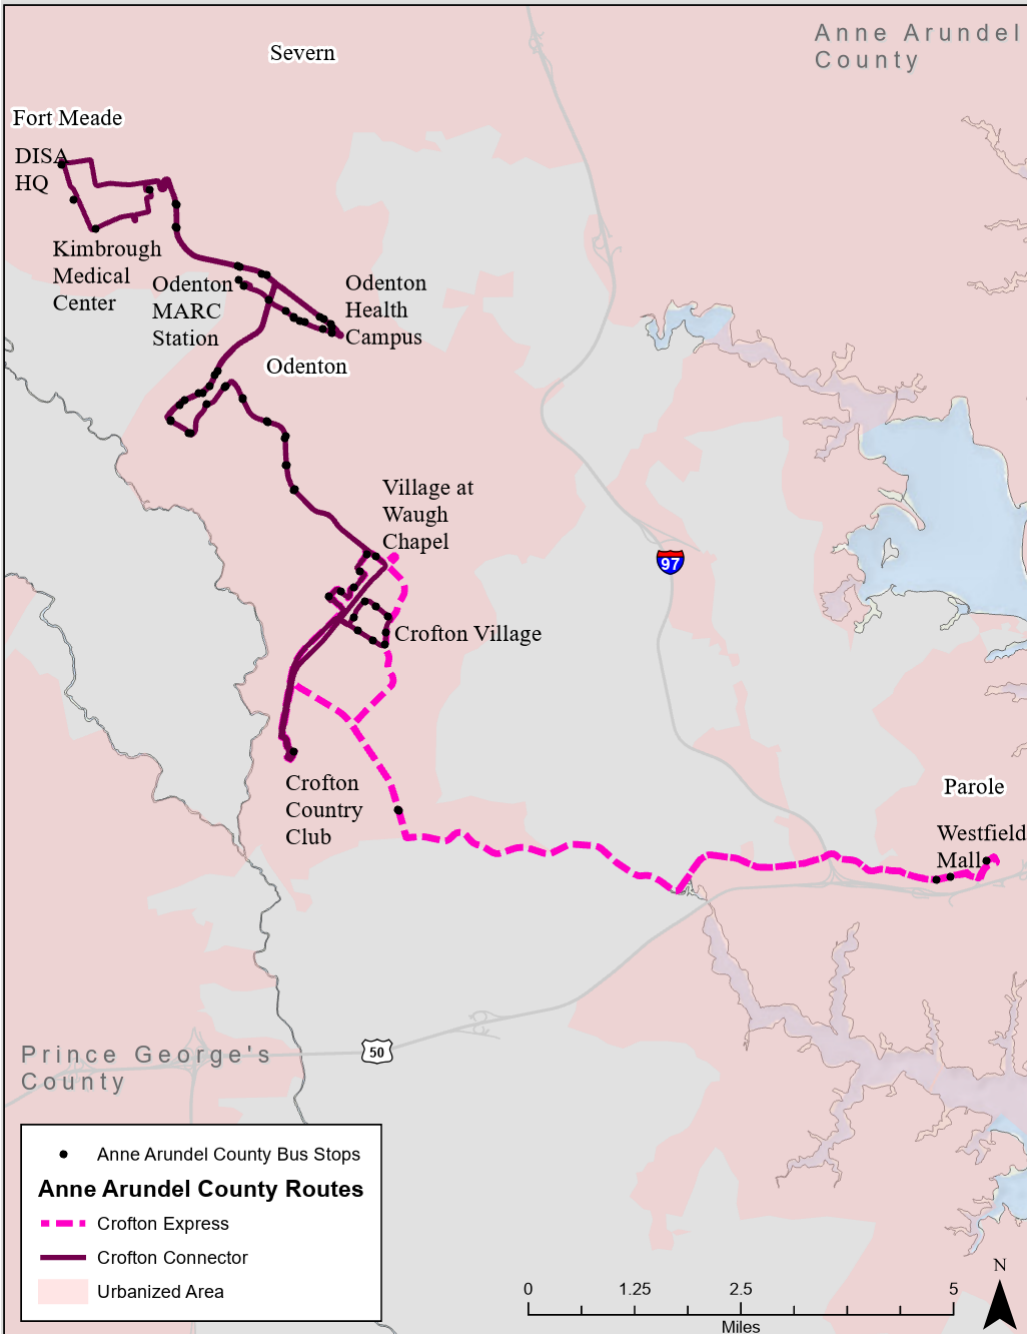 Anne Arundel
County
Severn
Fort Meade
DISA
HQ
Kimbrough
Medical
Center
Odenton
MARC
Station
Odenton
Health
Campus
Odenton
Village at
Waugh
Chapel
97
Crofton Village
Crofton
Country
Club
Parole
Westfield
Mall
Prince George's
County
50
Anne Arundel County Bus Stops
Anne Arundel County Routes
Crofton Express
Crofton Connector
Urbanized Area
0 1.25 2.5 5
Miles
N